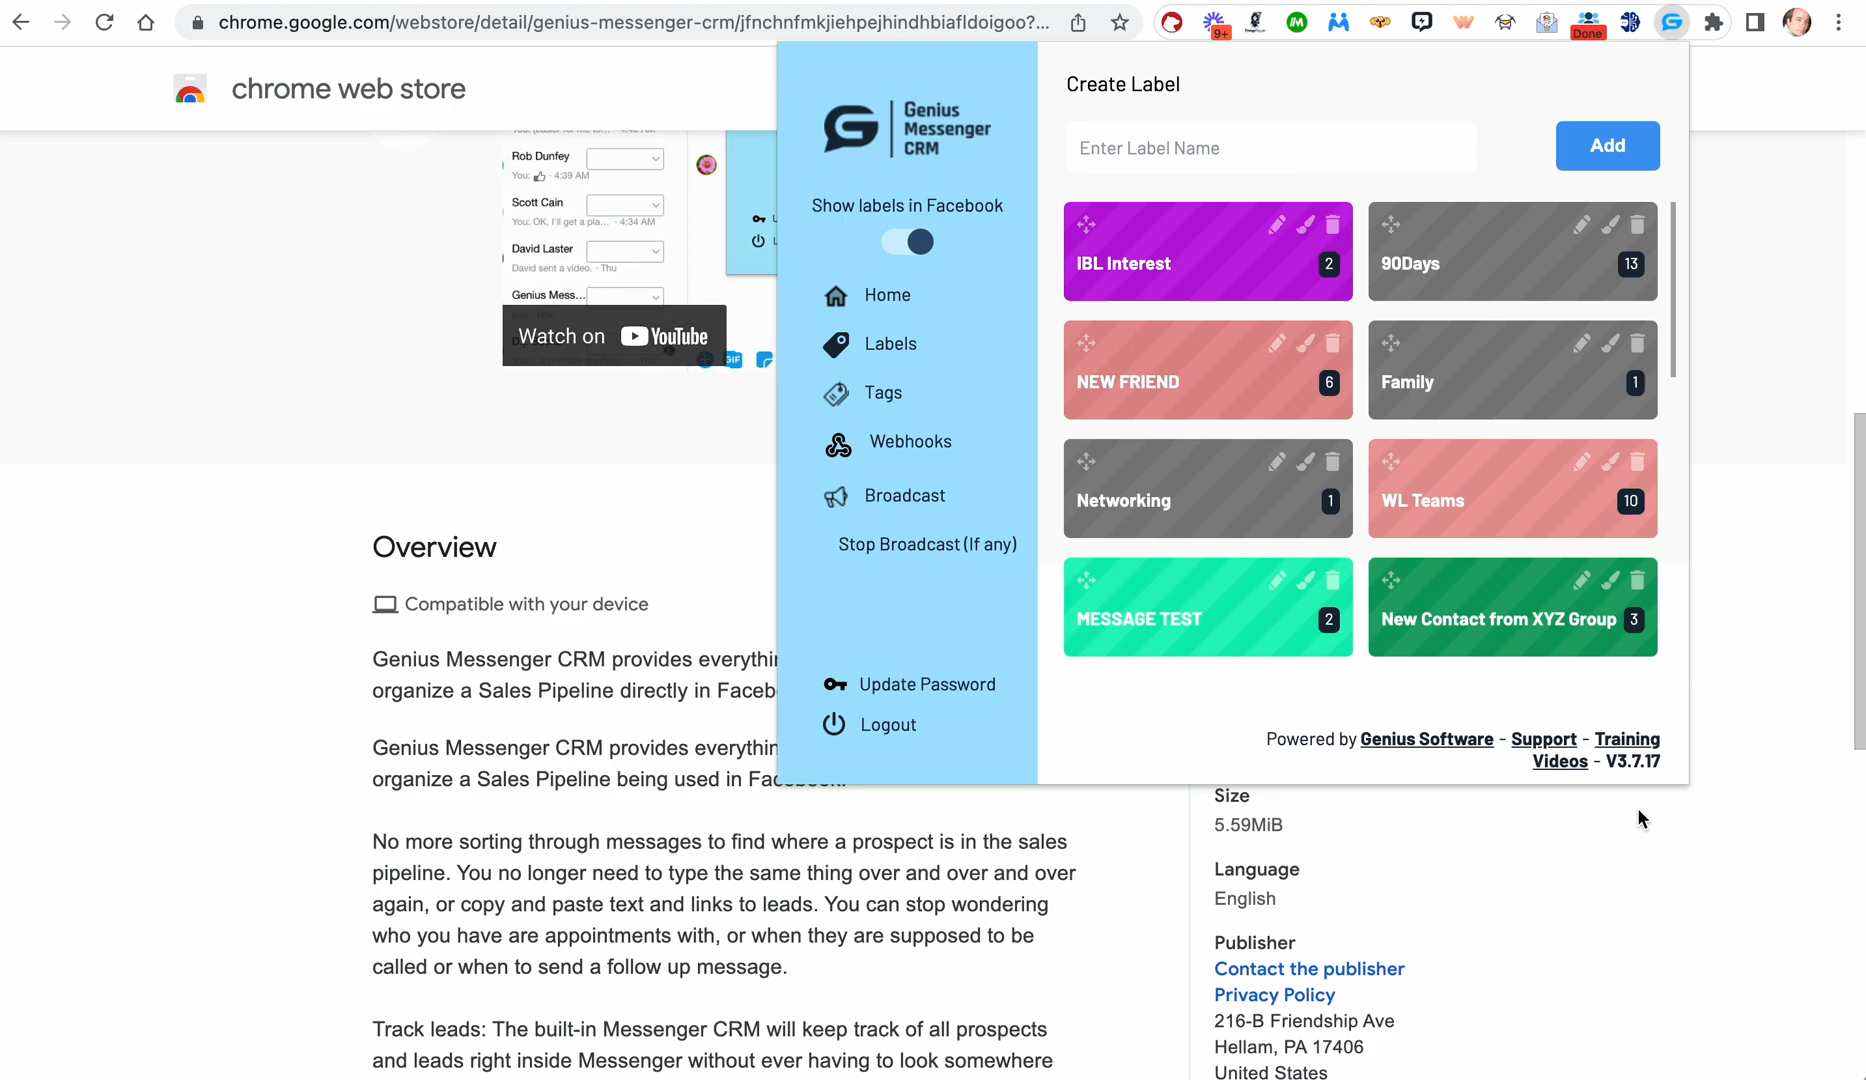 chrome.google.com/webstore/detail/genius-messenger-crm/jfnchnfmkjiehpejhindhbiafldoigoo?...
9+
Done
chrome web store
Rob Dunfey
You: · 4:39 AM
Scott Cain
You: OK, I'll get a pla... · 4:34 AM
David Laster
David sent a video. · Thu
Genius Mess...
Watch on YouTube
GIF
Genius
Messenger
CRM
Show labels in Facebook
Home
Labels
Tags
Webhooks
Broadcast
Stop Broadcast (If any)
Update Password
Logout
Create Label
Enter Label Name
Add
IBL Interest 2
90Days 13
NEW FRIEND 6
Family 1
Networking 1
WL Teams 10
MESSAGE TEST 2
New Contact from XYZ Group 3
Powered by Genius Software - Support - Training
Videos - V3.7.17
Overview
Compatible with your device
Genius Messenger CRM provides
organize a Sales Pipeline directly in
Genius Messenger CRM provides
organize a Sales Pipeline being used in Facebook.
No more sorting through messages to find where a prospect is in the sales
pipeline. You no longer need to type the same thing over and over and over
again, or copy and paste text and links to leads. You can stop wondering
who you have are appointments with, or when they are supposed to be
called or when to send a follow up message.
Track leads: The built-in Messenger CRM will keep track of all prospects
and leads right inside Messenger without ever having to look somewhere
Size
5.59MiB
Language
English
Publisher
Contact the publisher
Privacy Policy
216-B Friendship Ave
Hellam, PA 17406
United States